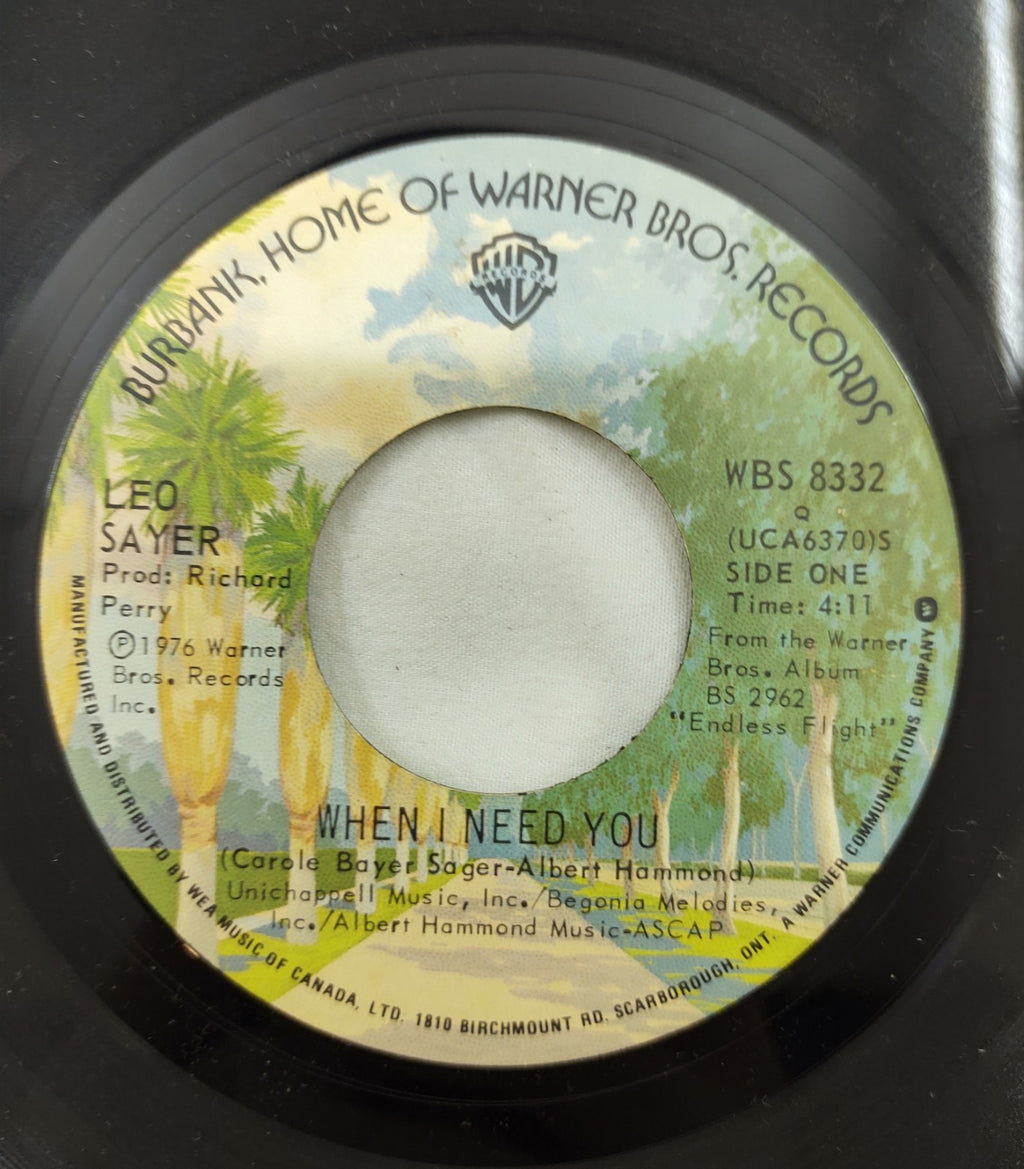 BURBANK, HOME OF WARNER BROS. RECORDS
WB
RECORDS
LEO
SAYER
Prod: Richard
Perry
Ⓟ1976 Warner
Bros. Records
Inc.
WBS 8332
Q
(UCA6370)S
SIDE ONE
Time: 4:11
From the Warner
Bros. Album
BS 2962
"Endless Flight"
WHEN I NEED YOU
(Carole Bayer Sager-Albert Hammond)
Unichappell Music, Inc./Begonia Melodies,
Inc./Albert Hammond Music-ASCAP
MANUFACTURED AND DISTRIBUTED BY WEA MUSIC OF CANADA, LTD. 1810 BIRCHMOUNT RD. SCARBOROUGH, ONT. A WARNER COMMUNICATIONS COMPANY